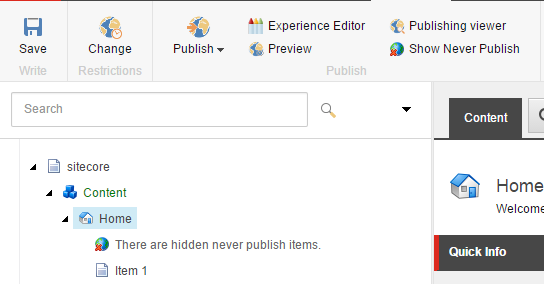 Save
Write
Change
Restrictions
Publish
Experience Editor
Preview
Publishing viewer
Show Never Publish
Publish
Search
sitecore
Content
Home
There are hidden never publish items.
Item 1
Content
Home
Welcome
Quick Info